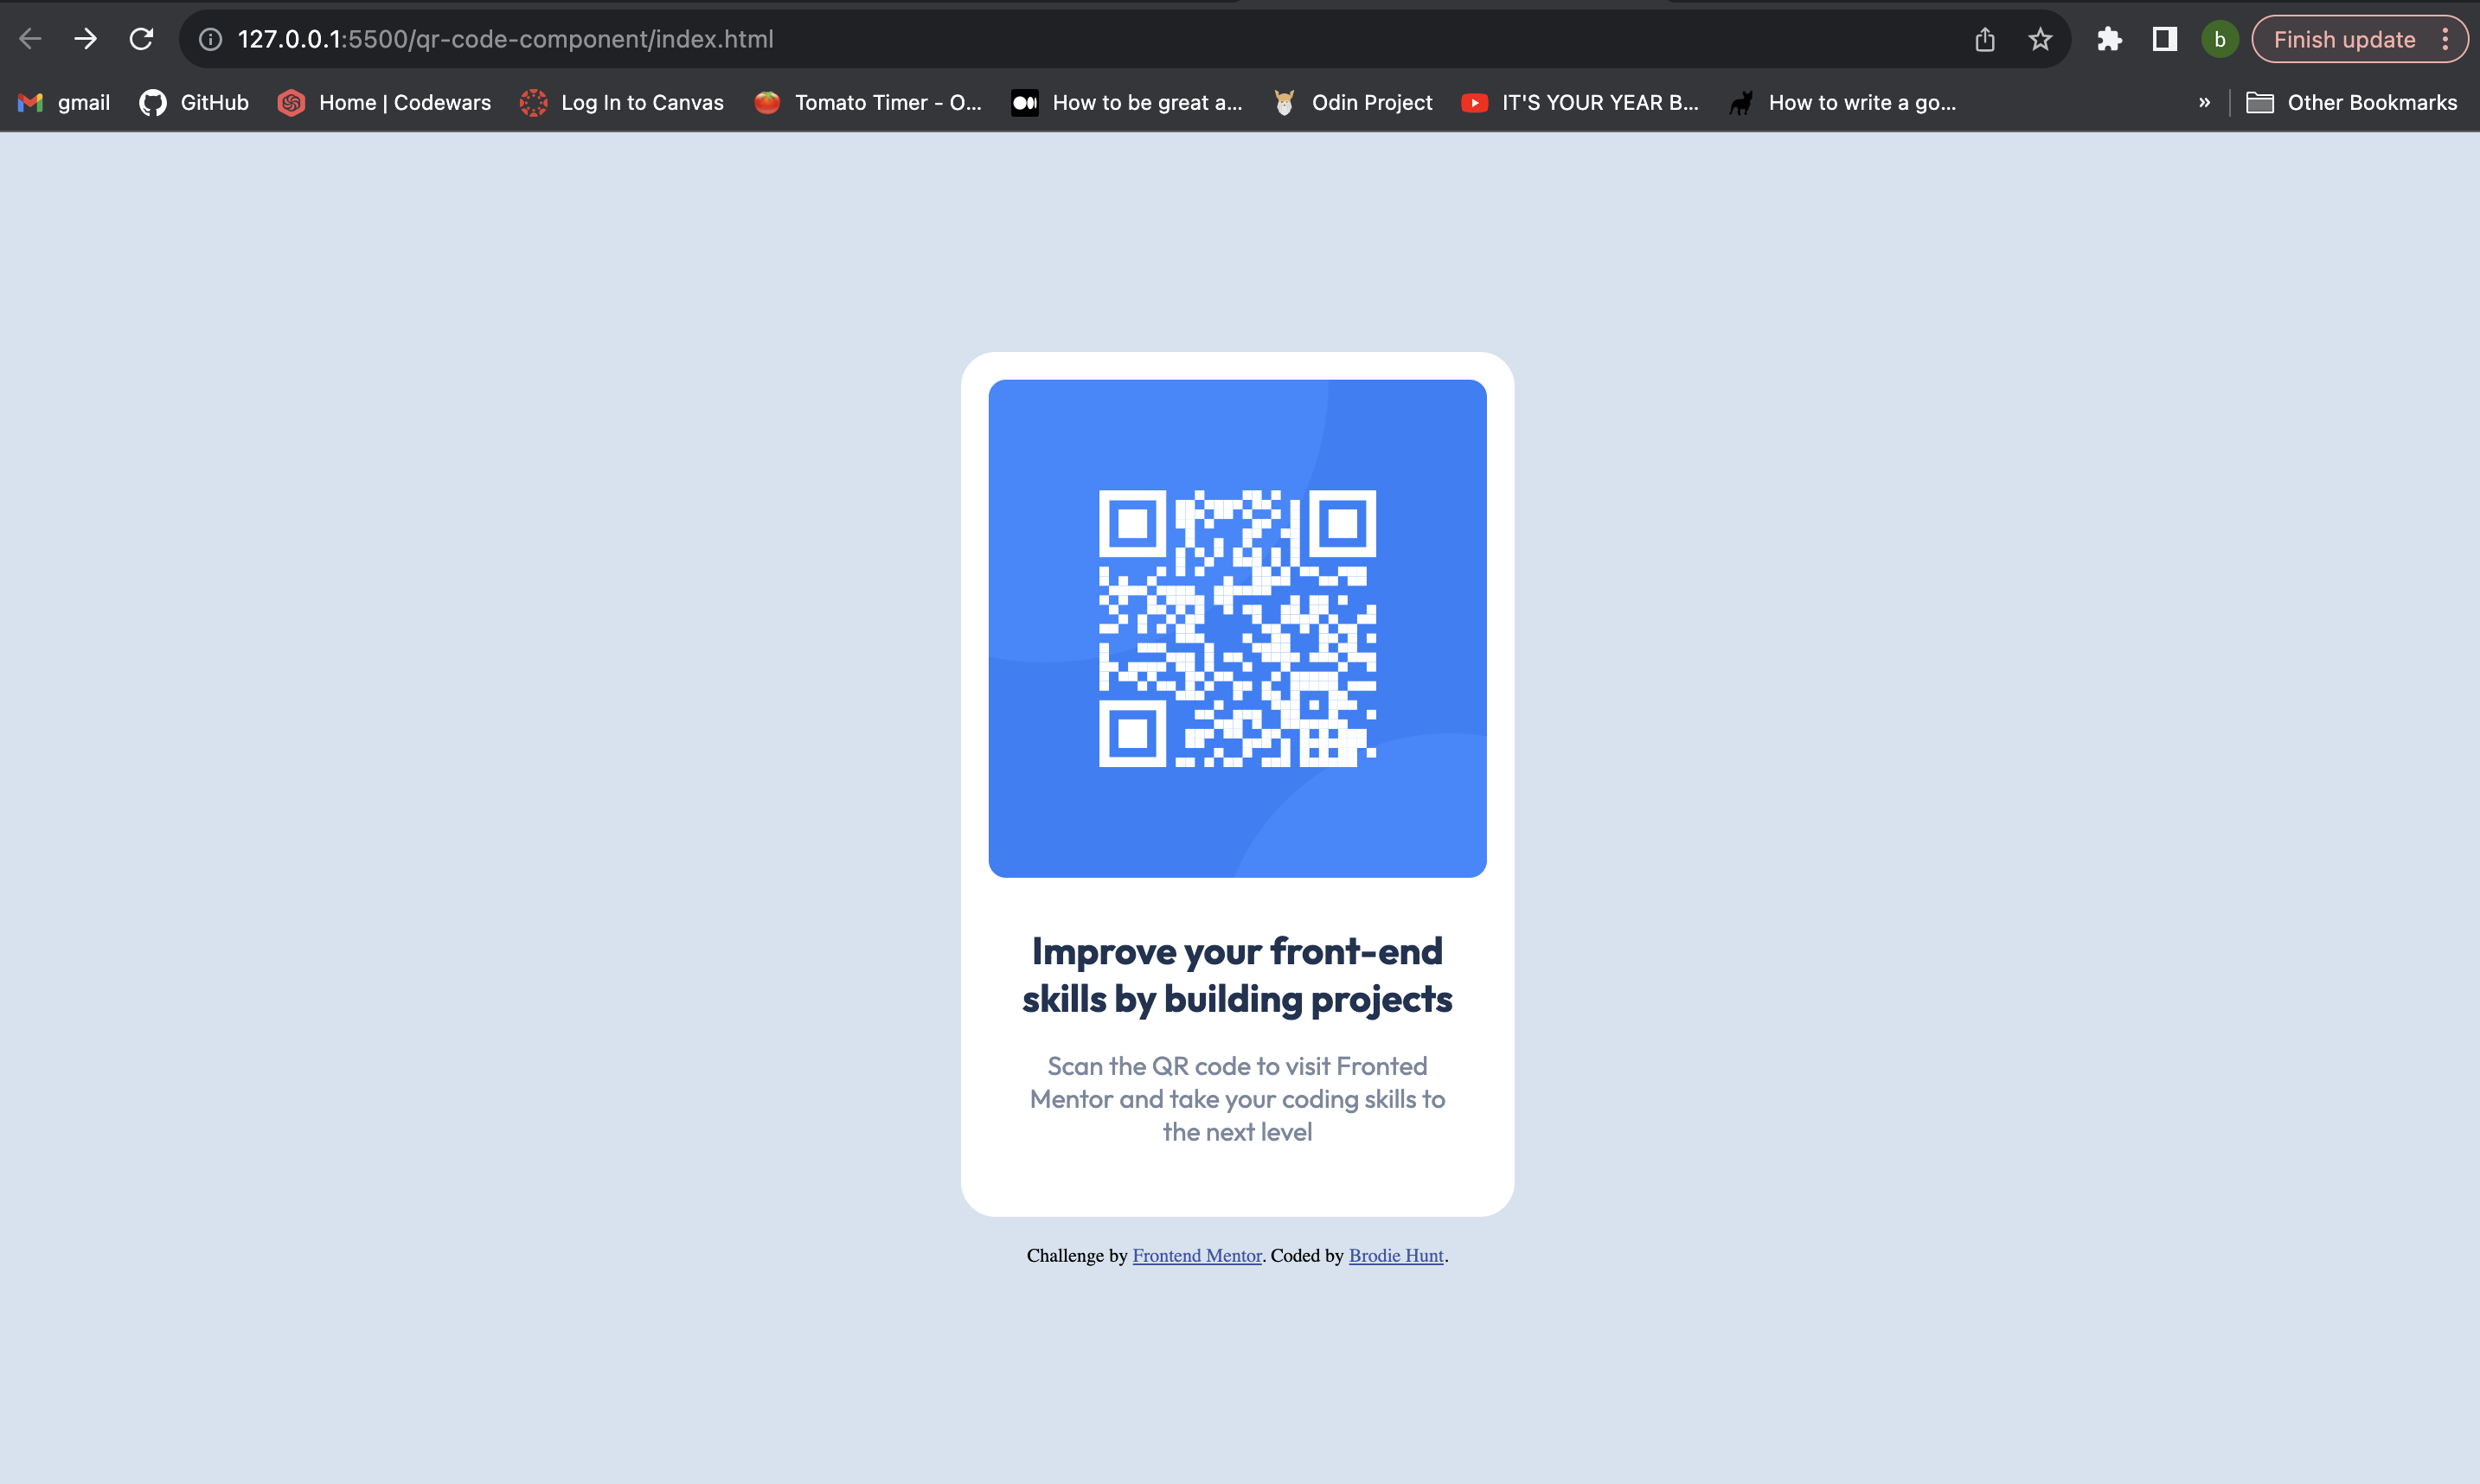 127.0.0.1:5500/qr-code-component/index.html
b
Finish update
gmail
GitHub
Home | Codewars
Log In to Canvas
Tomato Timer - O...
How to be great a...
Odin Project
IT'S YOUR YEAR B...
How to write a go...
»
Other Bookmarks
Improve your front-end
skills by building projects
Scan the QR code to visit Fronted
Mentor and take your coding skills to
the next level
Challenge by Frontend Mentor. Coded by Brodie Hunt.